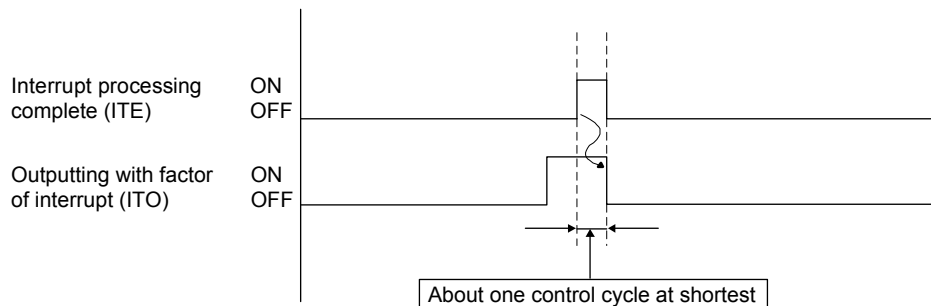 Interrupt processing
complete (ITE)
ON
OFF
Outputting with factor
of interrupt (ITO)
ON
OFF
About one control cycle at shortest